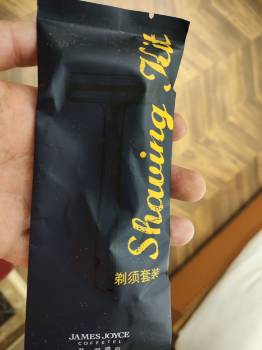 Shaving Kit
剃须套装
JAMES JOYCE
COFFETEL